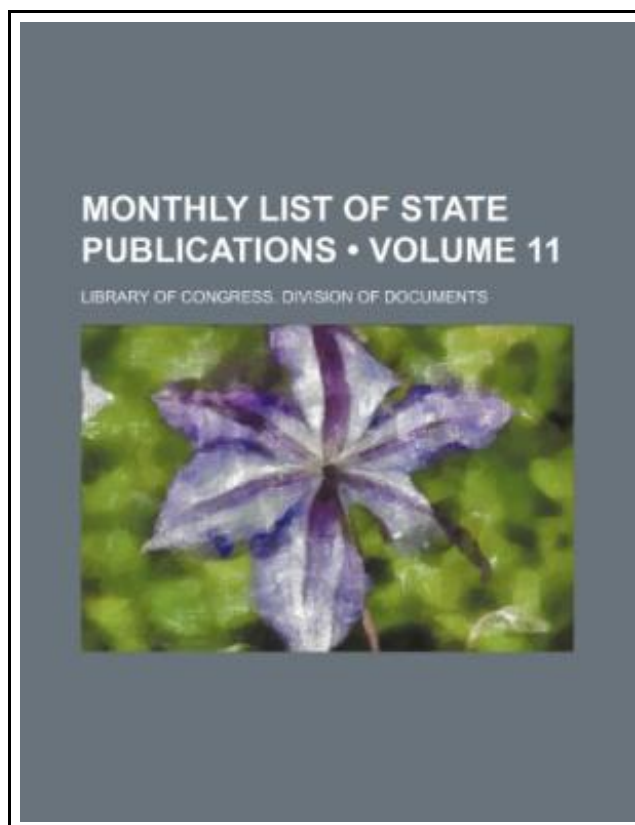 MONTHLY LIST OF STATE
PUBLICATIONS • VOLUME 11
LIBRARY OF CONGRESS. DIVISION OF DOCUMENTS